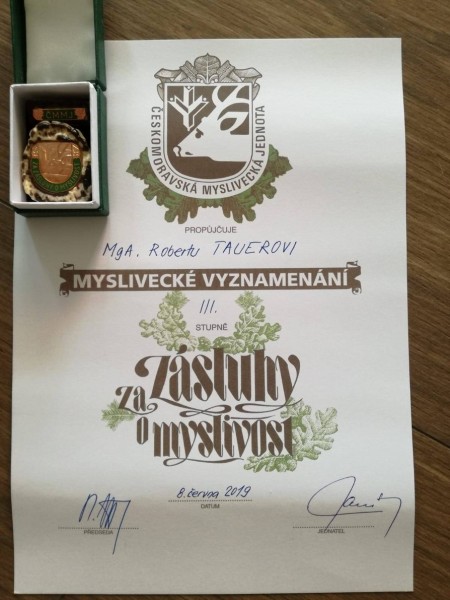 ČMMJ
ČESKOMORAVSKÁ MYSLIVECKÁ JEDNOTA
PROPŮJČUJE
MgA. Robertu TAUEROVI
MYSLIVECKÉ VYZNAMENÁNÍ
III.
STUPNĚ
za zásluhy
o myslivost
8. června 2019
DATUM
PŘEDSEDA
JEDNATEL